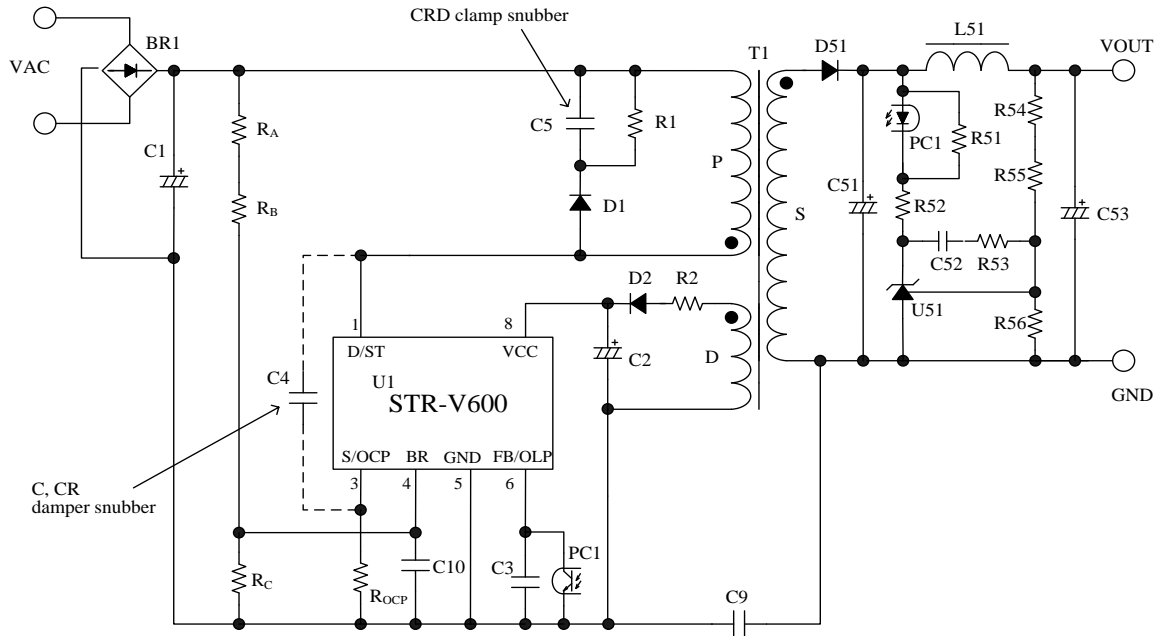 CRD clamp snubber
L51
BR1
T1
D51
VOUT
VAC
RA
C5
R1
PC1
R51
R54
C1
P
R55
RB
D1
C51
S
R52
C53
D2
R2
C52
R53
U51
R56
1
8
D/ST
VCC
C2
D
C4
U1
GND
STR-V600
S/OCP
BR
GND
FB/OLP
3
4
5
6
C, CR
damper snubber
RC
ROCP
C10
C3
PC1
C9